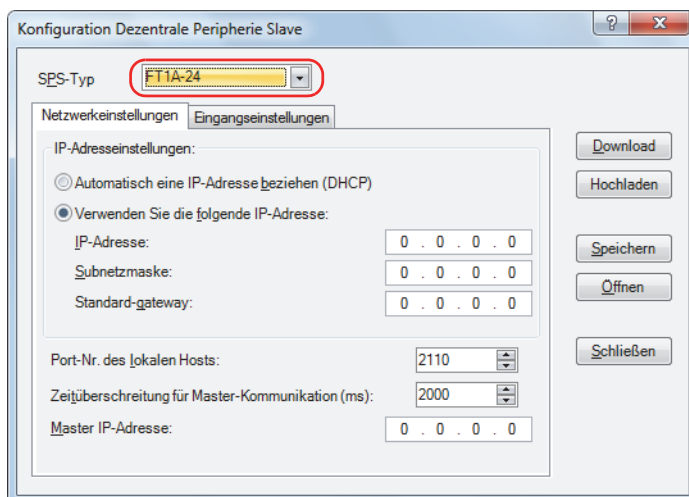 Konfiguration Dezentrale Peripherie Slave
SPS-Typ FT1A-24
Netzwerkeinstellungen Eingangseinstellungen
IP-Adresseinstellungen:
Automatisch eine IP-Adresse beziehen (DHCP)
Verwenden Sie die folgende IP-Adresse:
IP-Adresse: 0 . 0 . 0 . 0
Subnetzmaske: 0 . 0 . 0 . 0
Standard-gateway: 0 . 0 . 0 . 0
Port-Nr. des lokalen Hosts: 2110
Zeitüberschreitung für Master-Kommunikation (ms): 2000
Master IP-Adresse: 0 . 0 . 0 . 0
Download
Hochladen
Speichern
Öffnen
Schließen